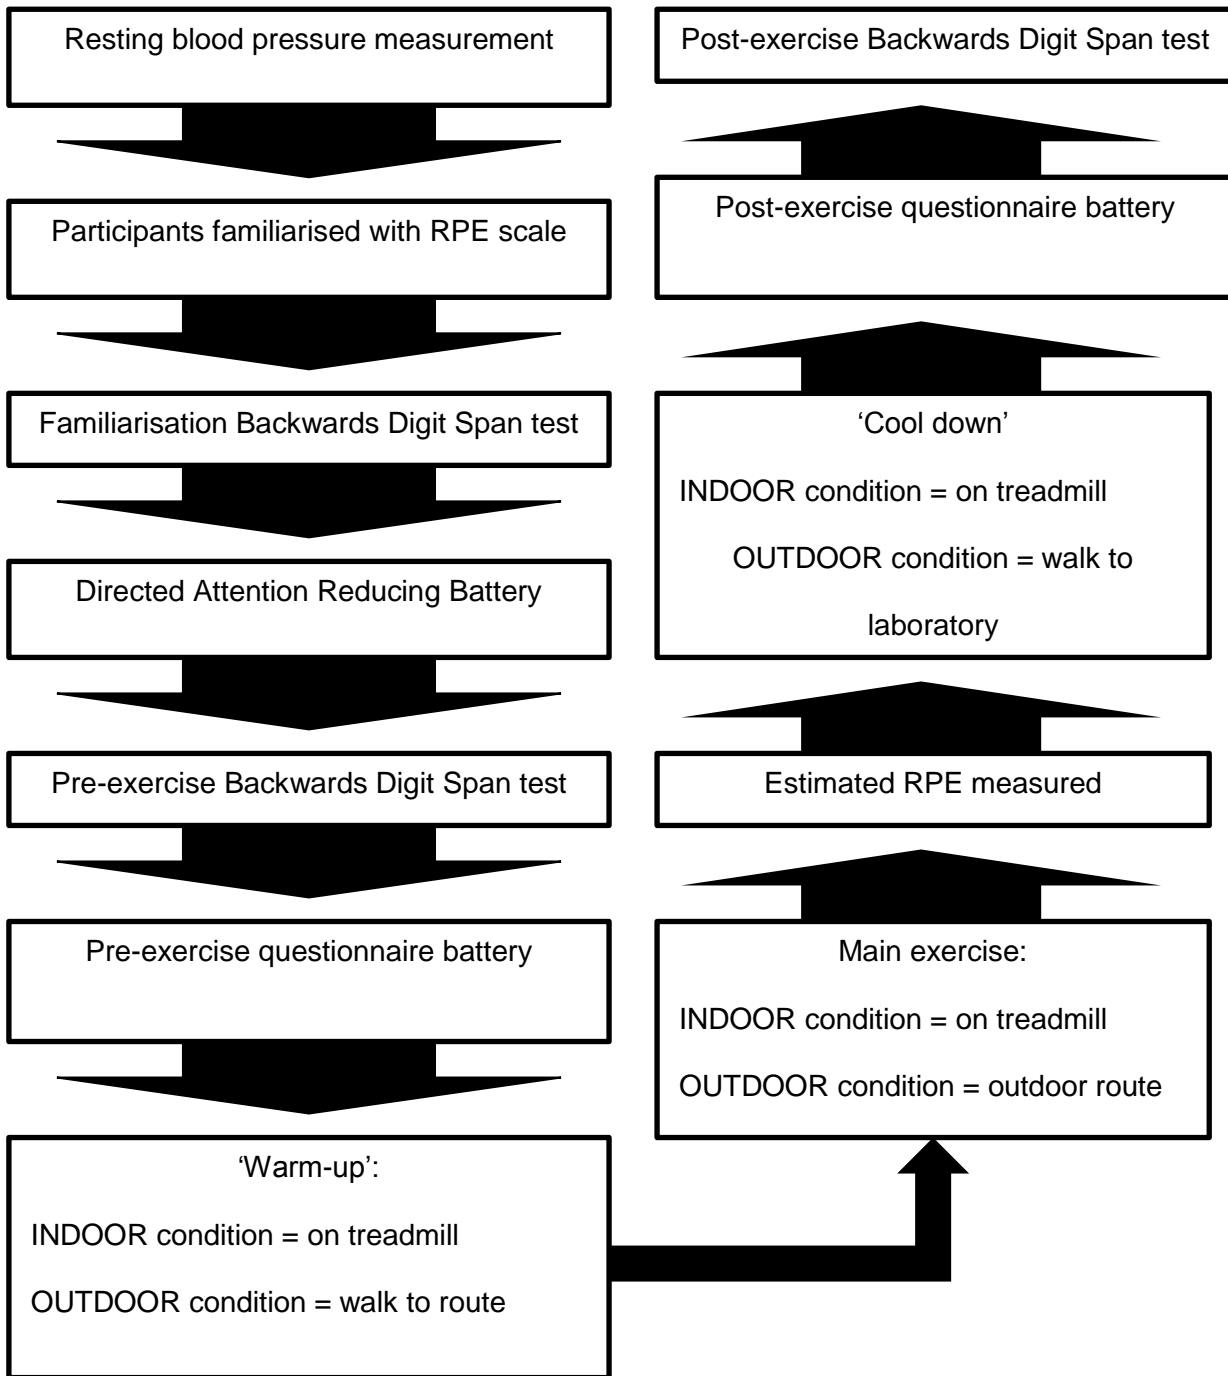 Resting blood pressure measurement
Participants familiarised with RPE scale
Familiarisation Backwards Digit Span test
Directed Attention Reducing Battery
Pre-exercise Backwards Digit Span test
Pre-exercise questionnaire battery
‘Warm-up’:
INDOOR condition = on treadmill
OUTDOOR condition = walk to route
Main exercise:
INDOOR condition = on treadmill
OUTDOOR condition = outdoor route
Estimated RPE measured
‘Cool down’
INDOOR condition = on treadmill
OUTDOOR condition = walk to
laboratory
Post-exercise questionnaire battery
Post-exercise Backwards Digit Span test